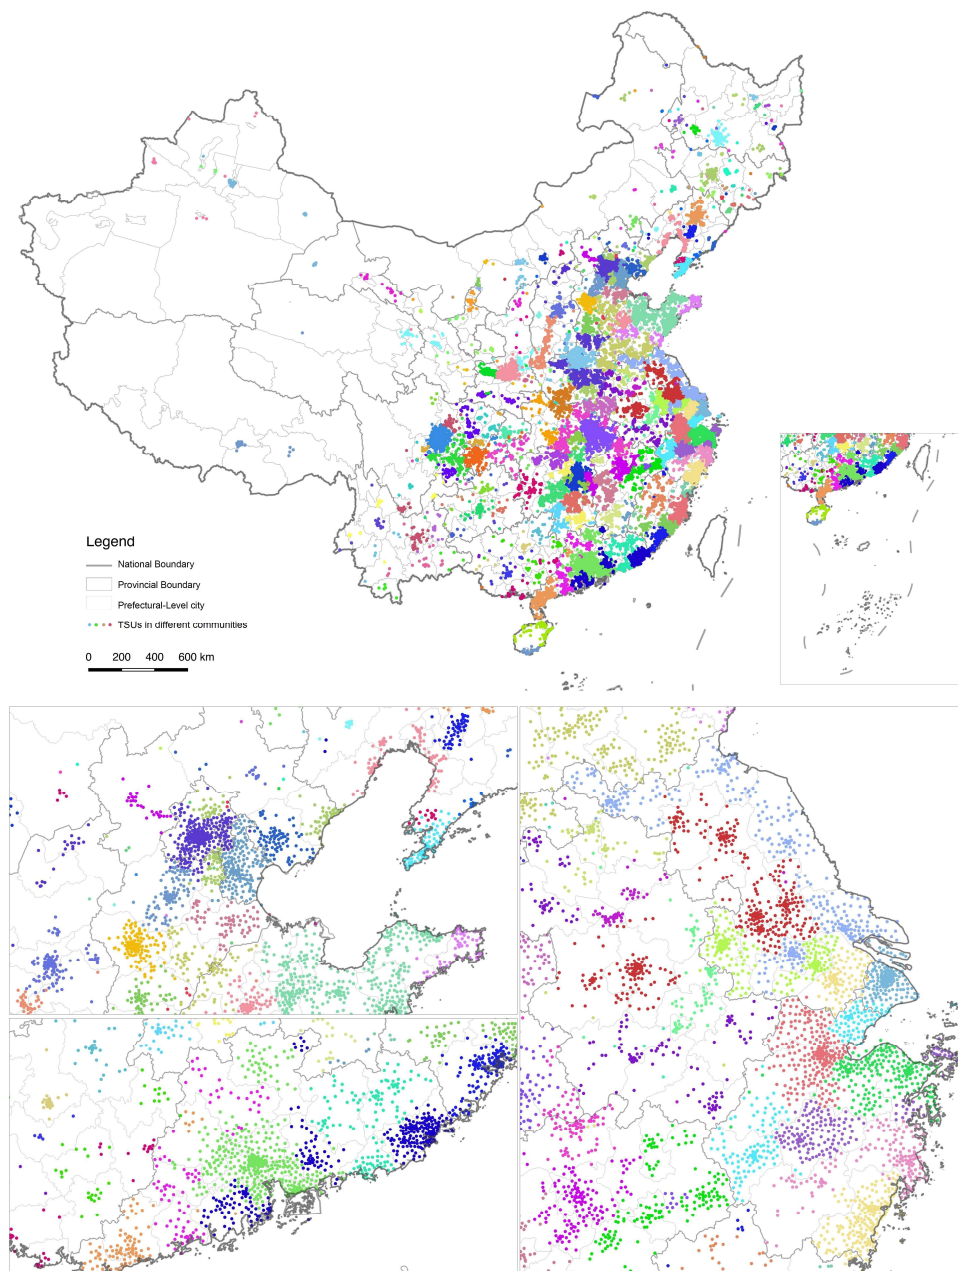 Legend
National Boundary
Provincial Boundary
Prefectural-Level city
TSUs in different communities
0 200 400 600 km